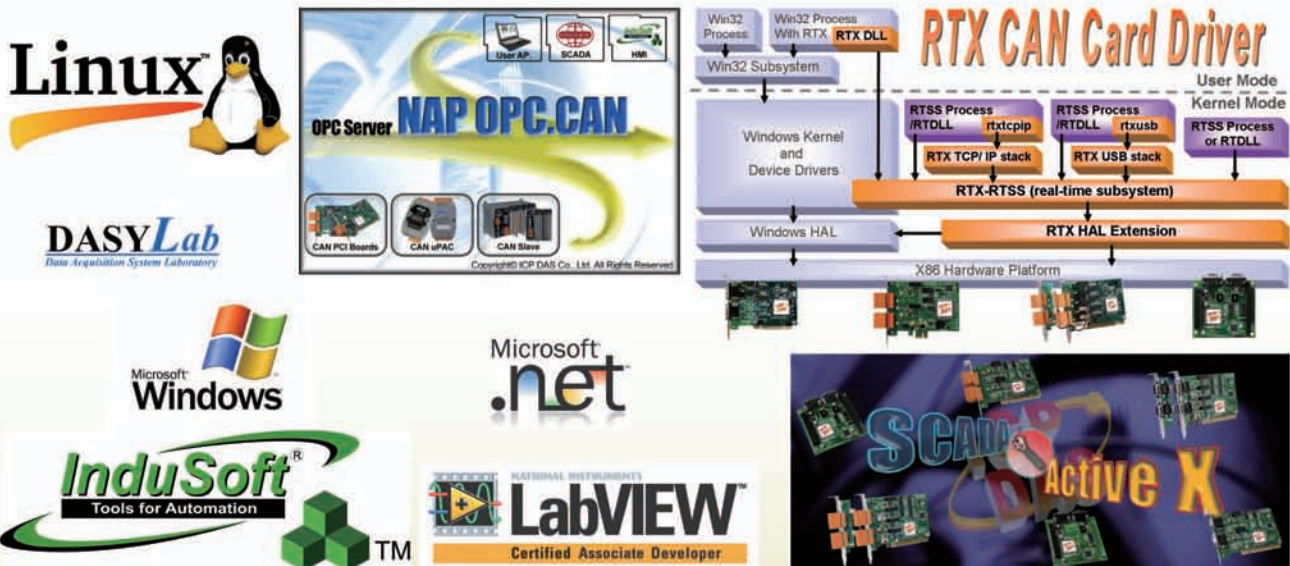 Linux™
DASYLab
Data Acquisition System Laboratory
Microsoft
Windows
User AP.
SCADA
HMI
OPC Server NAP OPC.CAN
CAN PCI Boards
CAN uPAC
CAN Slave
Copyright© ICP DAS Co., Ltd. All Rights Reserved
RTX CAN Card Driver
Win32
Process
Win32 Process
With RTX
RTX DLL
Win32 Subsystem
User Mode
Kernel Mode
Windows Kernel
and
Device Drivers
RTSS Process
/RTDLL
rtxtcpip
RTX TCP/ IP stack
RTSS Process
/RTDLL
rtxusb
RTX USB stack
RTSS Process
or RTDLL
RTX-RTSS (real-time subsystem)
Windows HAL
RTX HAL Extension
X86 Hardware Platform
Microsoft
.net
InduSoft®
Tools for Automation
TM
NATIONAL INSTRUMENTS
LabVIEW™
Certified Associate Developer
SCADA
Active X